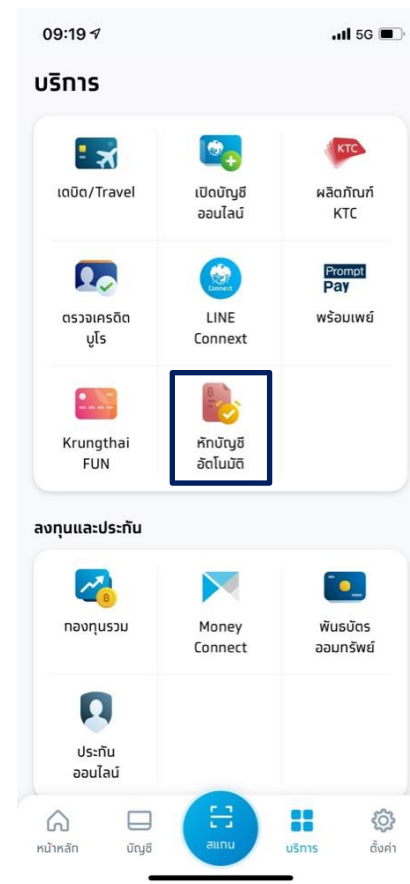 09:19
5G
บริการ
KTC
เดบิต/Travel
เปิดบัญชี
ออนไลน์
ผลิตภัณฑ์
KTC
Connext
Prompt
Pay
ตรวจเครดิต
บูโร
LINE
Connext
พร้อมเพย์
Krungthai
FUN
หักบัญชี
อัตโนมัติ
ลงทุนและประกัน
กองทุนรวม
Money
Connect
พันธบัตร
ออมทรัพย์
ประกัน
ออนไลน์
หน้าหลัก
บัญชี
สแกน
บริการ
ตั้งค่า